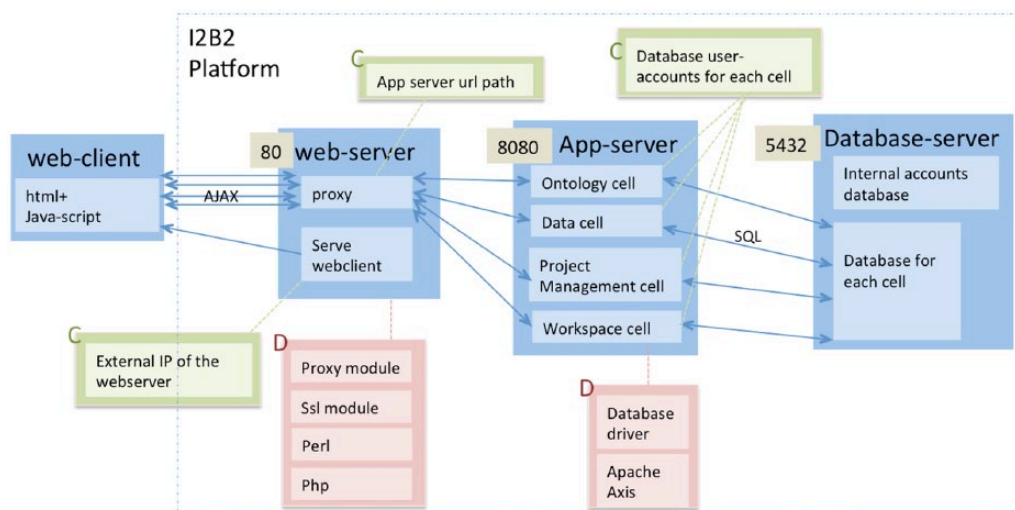 I2B2
Platform
C
App server url path
C
Database user-
accounts for each cell
web-client
html+
Java-script
AJAX
80
web-server
proxy
Serve
webclient
8080
App-server
Ontology cell
Data cell
Project
Management cell
Workspace cell
SQL
5432
Database-server
Internal accounts
database
Database for
each cell
C
External IP of the
webserver
D
Proxy module
Ssl module
Perl
Php
D
Database
driver
Apache
Axis